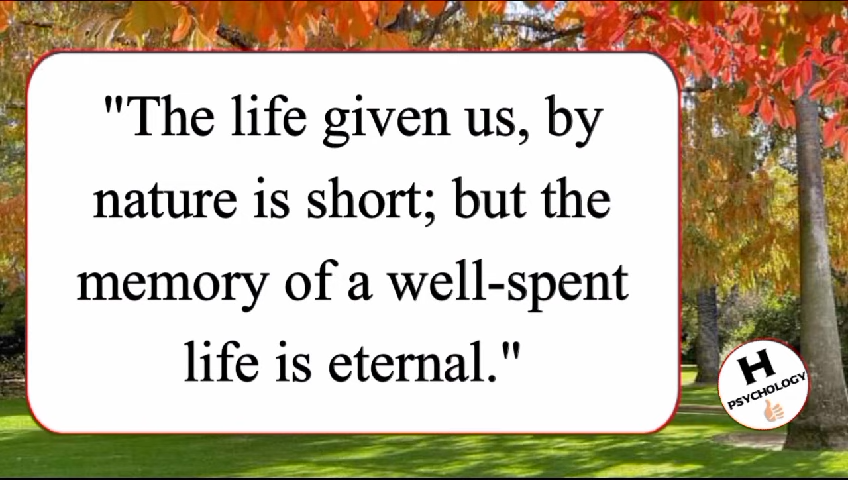 "The life given us, by
nature is short; but the
memory of a well-spent
life is eternal."
H
PSYCHOLOGY